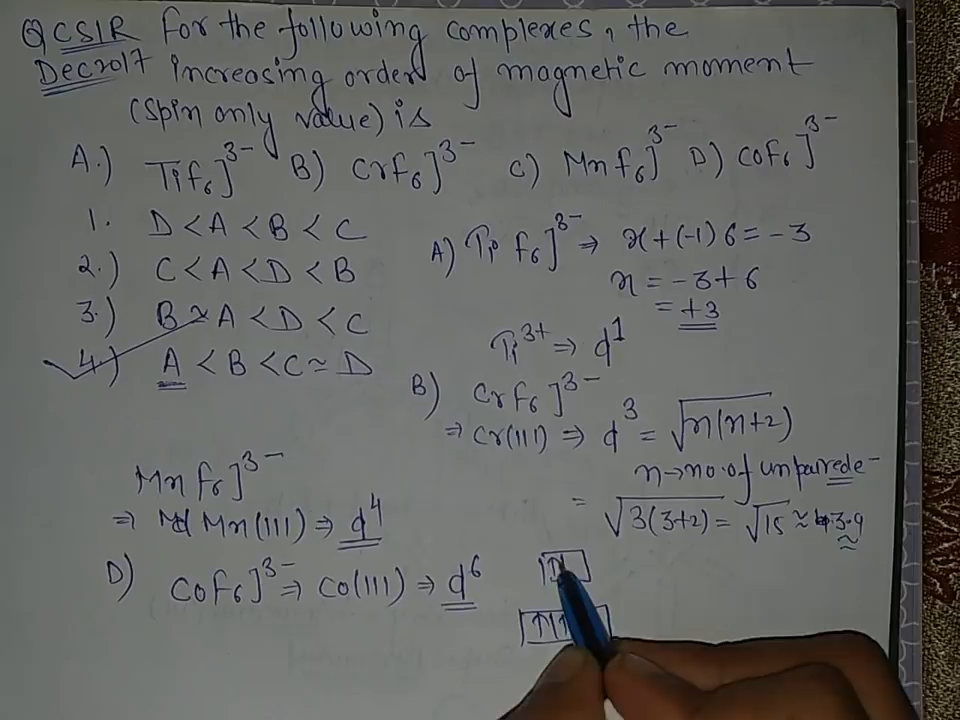 Q CSIR For the following complexes, the
Dec 2017 increasing order of magnetic moment
(Spin only value) is
A.) TiF6]3- B) CrF6]3- C) MnF6]3- D) CoF6]3-
1. D < A < B < C
2.) C < A < D < B
3.) B < A < D < C
4.) A < B < C ≃ D
A) TiF6]3- ⇒ x+(-1)6 = -3
x = -3+6
= +3
Ti3+ ⇒ d1
B) CrF6]3-
⇒ Cr(III) ⇒ d3 = √n(n+2)
n → no. of unpaired e-
= √3(3+2) = √15 ≈ 3.9
MnF6]3-
⇒ Mn(III) ⇒ d4
D) CoF6]3- ⇒ Co(III) ⇒ d6